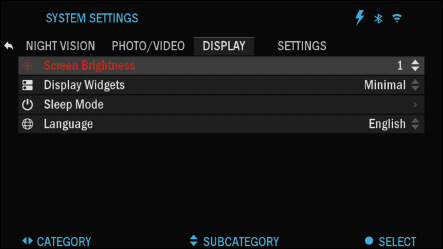 SYSTEM SETTINGS
NIGHT VISION PHOTO/VIDEO DISPLAY SETTINGS
Screen Brightness 1
Display Widgets Minimal
Sleep Mode
Language English
CATEGORY SUBCATEGORY SELECT